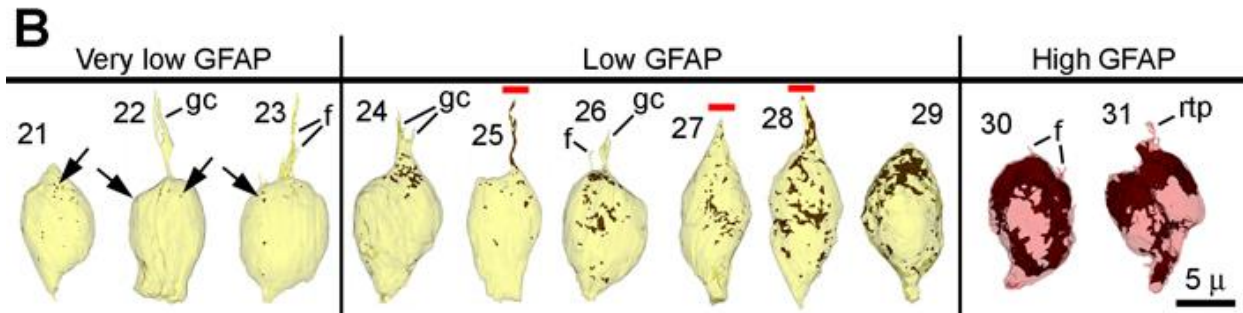 B
Very low GFAP Low GFAP High GFAP
21 22 gc 23 f 24 gc 25 26 gc f 27 28 29 30 f 31 rtp
5 μ